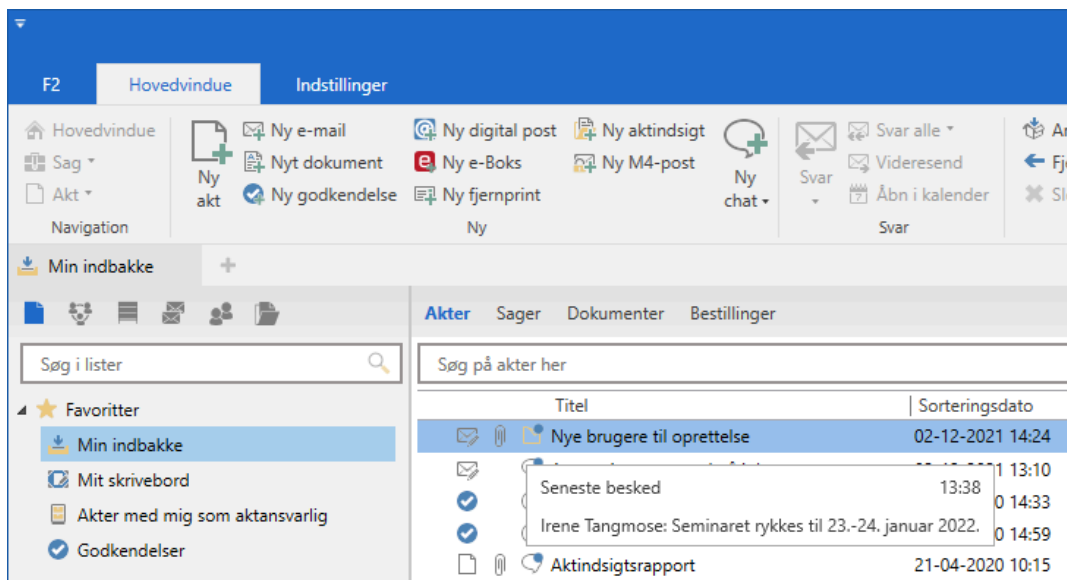 F2 Hovedvindue Indstillinger
Hovedvindue
Sag
Akt
Navigation
Ny
akt
Ny e-mail
Nyt dokument
Ny godkendelse
Ny digital post
Ny e-Boks
Ny fjernprint
Ny aktindsigt
Ny M4-post
Ny
chat
Ny
Svar
Svar alle
Videresend
Åbn i kalender
Svar
Min indbakke
Akter Sager Dokumenter Bestillinger
Søg i lister
Søg på akter her
Favoritter
Min indbakke
Mit skrivebord
Akter med mig som aktansvarlig
Godkendelser
Titel Sorteringsdato
Nye brugere til oprettelse 02-12-2021 14:24
13:10
Seneste besked 13:38
14:33
Irene Tangmose: Seminaret rykkes til 23.-24. januar 2022.
14:59
Aktindsigtsrapport 21-04-2020 10:15